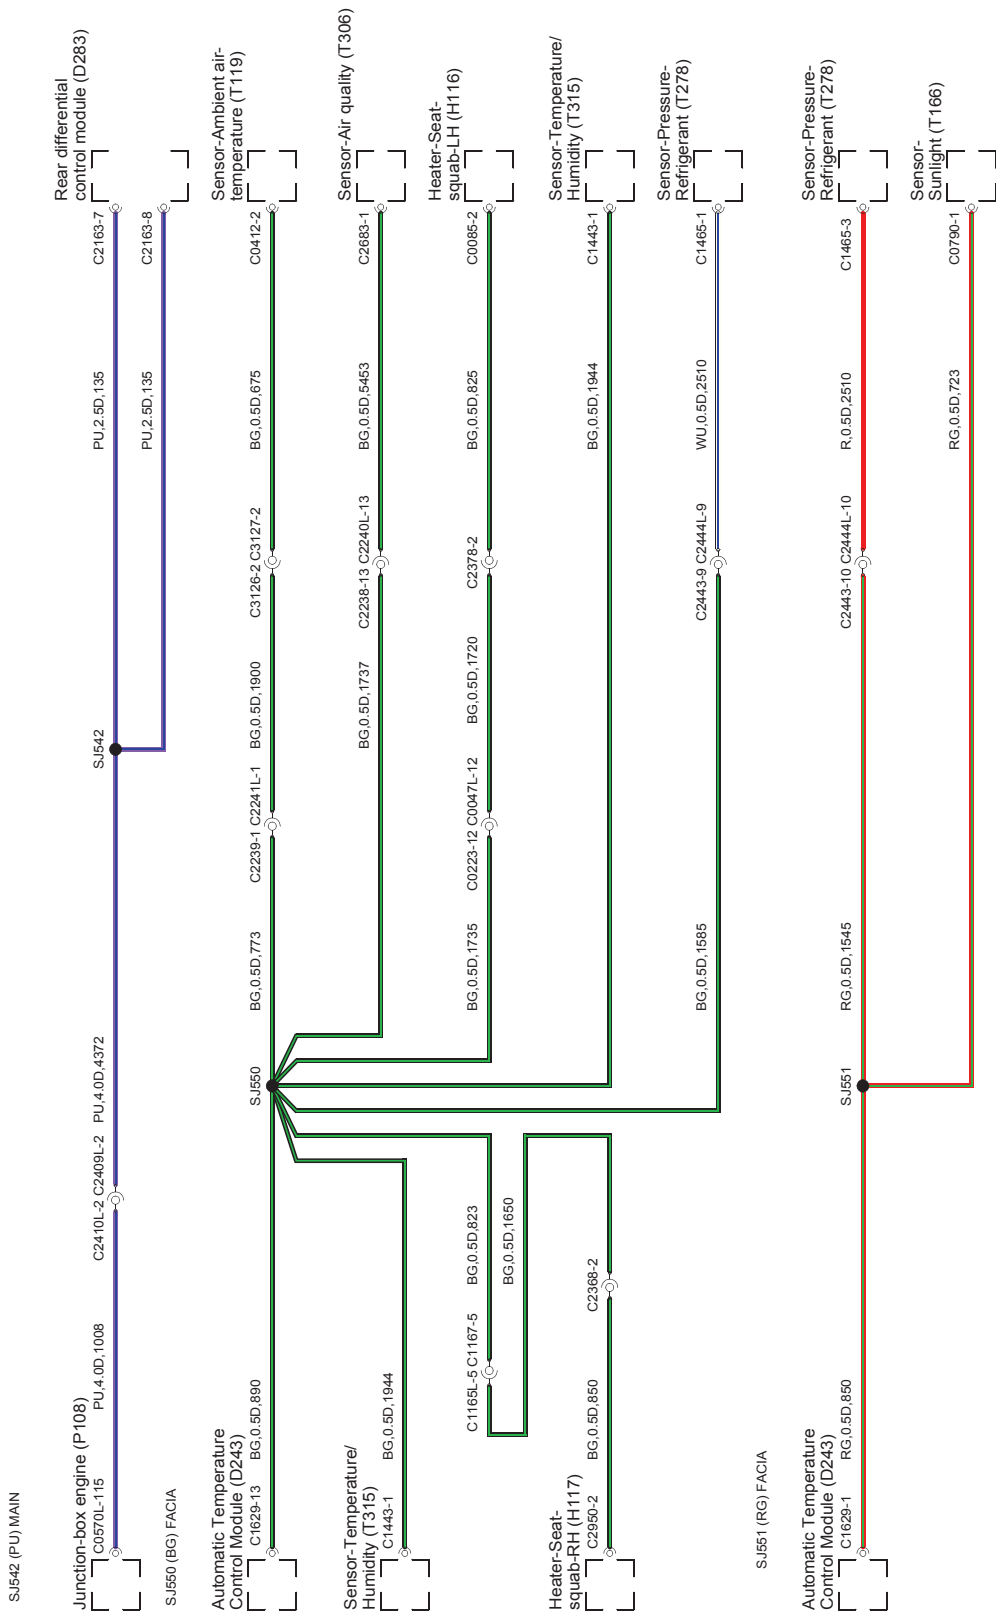 SJ542 (PU) MAIN
Junction-box engine (P108)
C0570L-115
PU,4.0D,1008
C2410L-2 C2409L-2
PU,4.0D,4372
SJ542
PU,2.5D,135
C2163-7
Rear differential
control module (D283)
PU,2.5D,135
C2163-8
SJ550 (BG) FACIA
Automatic Temperature
Control Module (D243)
C1629-13
BG,0.5D,890
SJ550
BG,0.5D,773
C2239-1 C2241L-1
BG,0.5D,1900
C3126-2 C3127-2
BG,0.5D,675
C0412-2
Sensor-Ambient air-
temperature (T119)
Sensor-Temperature/
Humidity (T315)
C1443-1
BG,0.5D,1944
BG,0.5D,1737
C2238-13 C2240L-13
BG,0.5D,5453
C2683-1
Sensor-Air quality (T306)
C1165L-5 C1167-5
BG,0.5D,823
BG,0.5D,1735
C0223-12 C0047L-12
BG,0.5D,1720
C2378-2
BG,0.5D,825
C0085-2
Heater-Seat-
squab-LH (H116)
BG,0.5D,1650
Heater-Seat-
squab-RH (H117)
C2950-2
BG,0.5D,850
C2368-2
BG,0.5D,1944
C1443-1
Sensor-Temperature/
Humidity (T315)
BG,0.5D,1585
C2443-9 C2444L-9
WU,0.5D,2510
C1465-1
Sensor-Pressure-
Refrigerant (T278)
SJ551 (RG) FACIA
Automatic Temperature
Control Module (D243)
C1629-1
RG,0.5D,850
SJ551
RG,0.5D,1545
C2443-10 C2444L-10
R,0.5D,2510
C1465-3
Sensor-Pressure-
Refrigerant (T278)
RG,0.5D,723
C0790-1
Sensor-
Sunlight (T166)